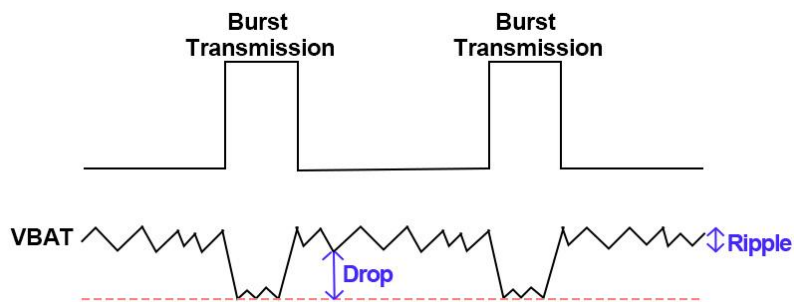 Burst
Transmission
Burst
Transmission
VBAT
Drop
Ripple